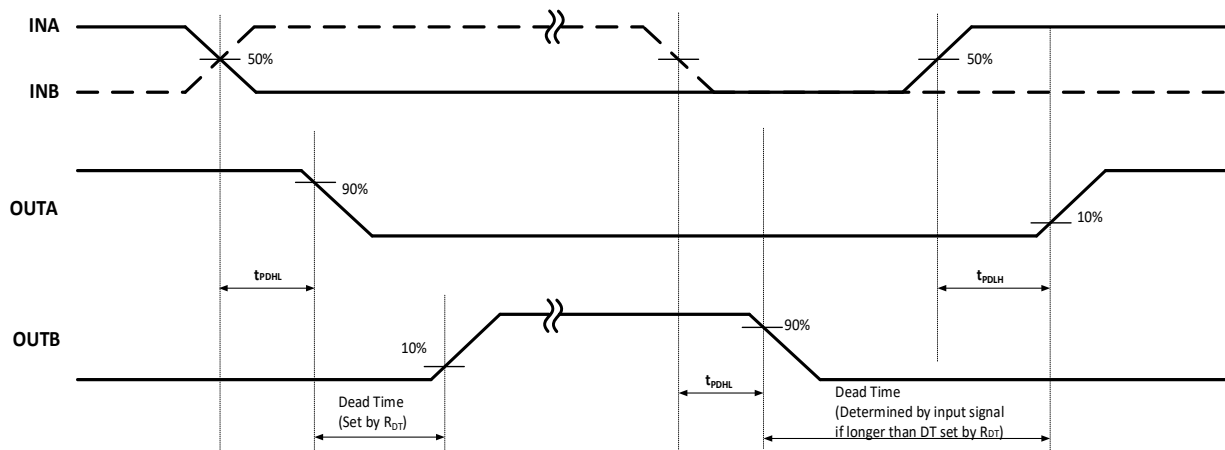 INA
50%
50%
INB
90%
OUTA
10%
tPDHL
tPDLH
OUTB
90%
10%
tPDHL
Dead Time
(Set by RDT)
Dead Time
(Determined by input signal
if longer than DT set by RDT)